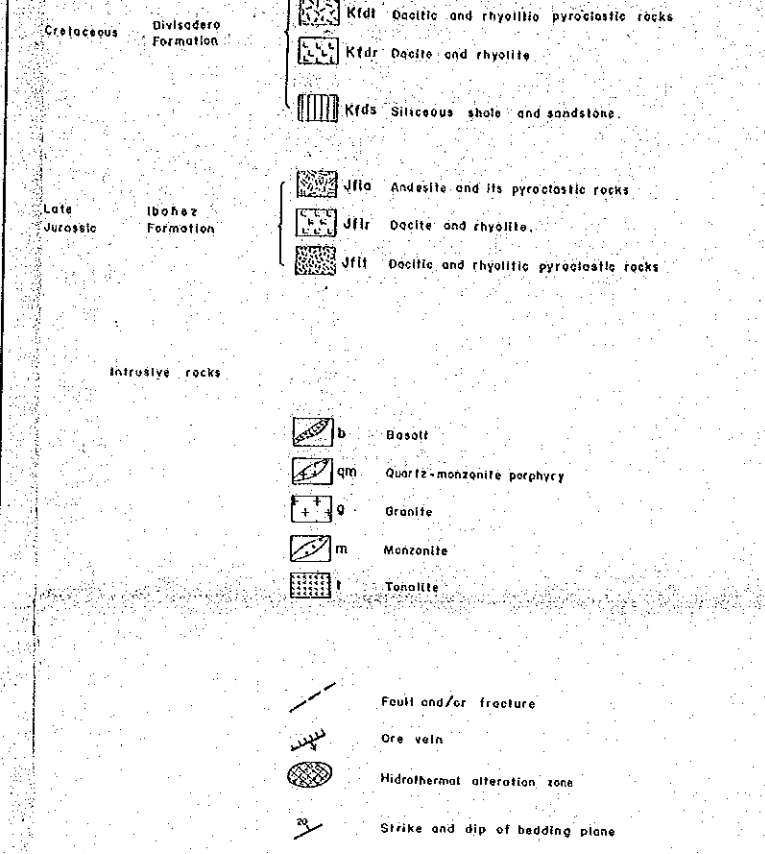 Kfdt Dacitic and rhyolitic pyroclastic rocks
Cretaceous Divisadero Formation
Kfdr Dacite and rhyolite
Kfds Siliceous shale and sandstone.
Jfia Andesite and its pyroclastic rocks
Late Jurassic Ibañez Formation
Jfir Dacite and rhyolite.
Jfit Dacitic and rhyolitic pyroclastic rocks
Intrusive rocks
b Basalt
qm Quartz-monzonite porphyry
g Granite
m Monzonite
t Tonalite
Fault and/or fracture
Ore vein
Hidrothermal alteration zone
20 Strike and dip of bedding plane